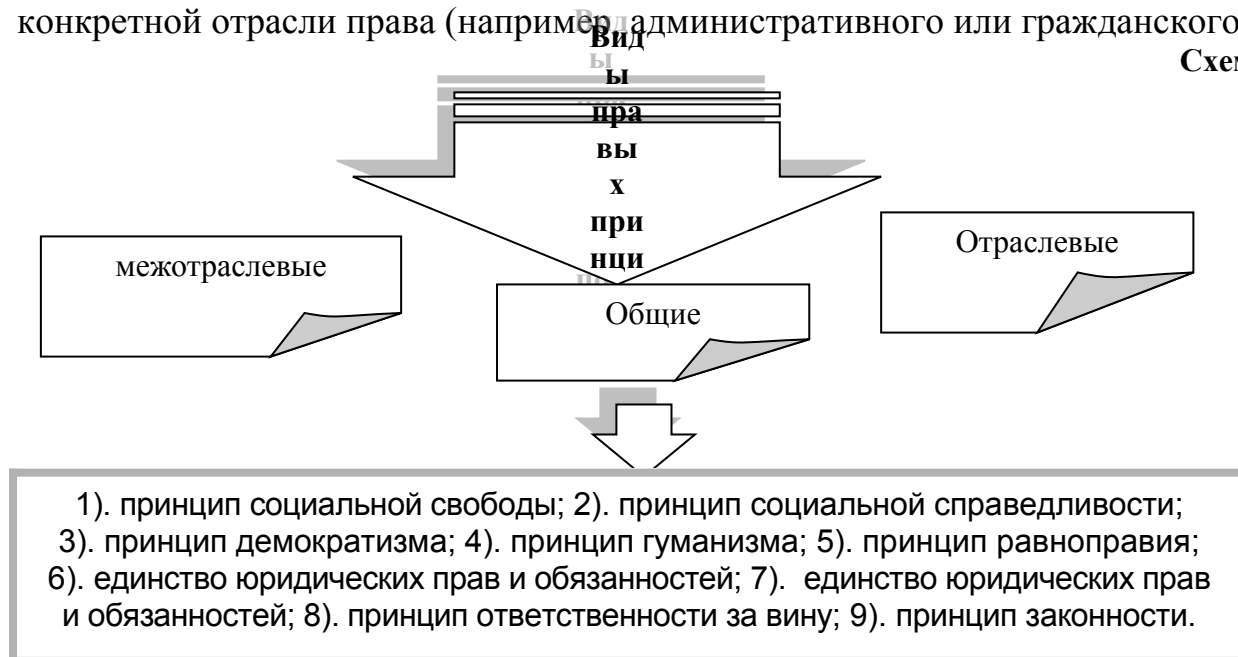 конкретной отрасли права (например, административного или гражданского
Схем
Вид
ы
пра
вы
х
при
нци
межотраслевые
Общие
Отраслевые
1). принцип социальной свободы; 2). принцип социальной справедливости;
3). принцип демократизма; 4). принцип гуманизма; 5). принцип равноправия;
6). единство юридических прав и обязанностей; 7). единство юридических прав
и обязанностей; 8). принцип ответственности за вину; 9). принцип законности.